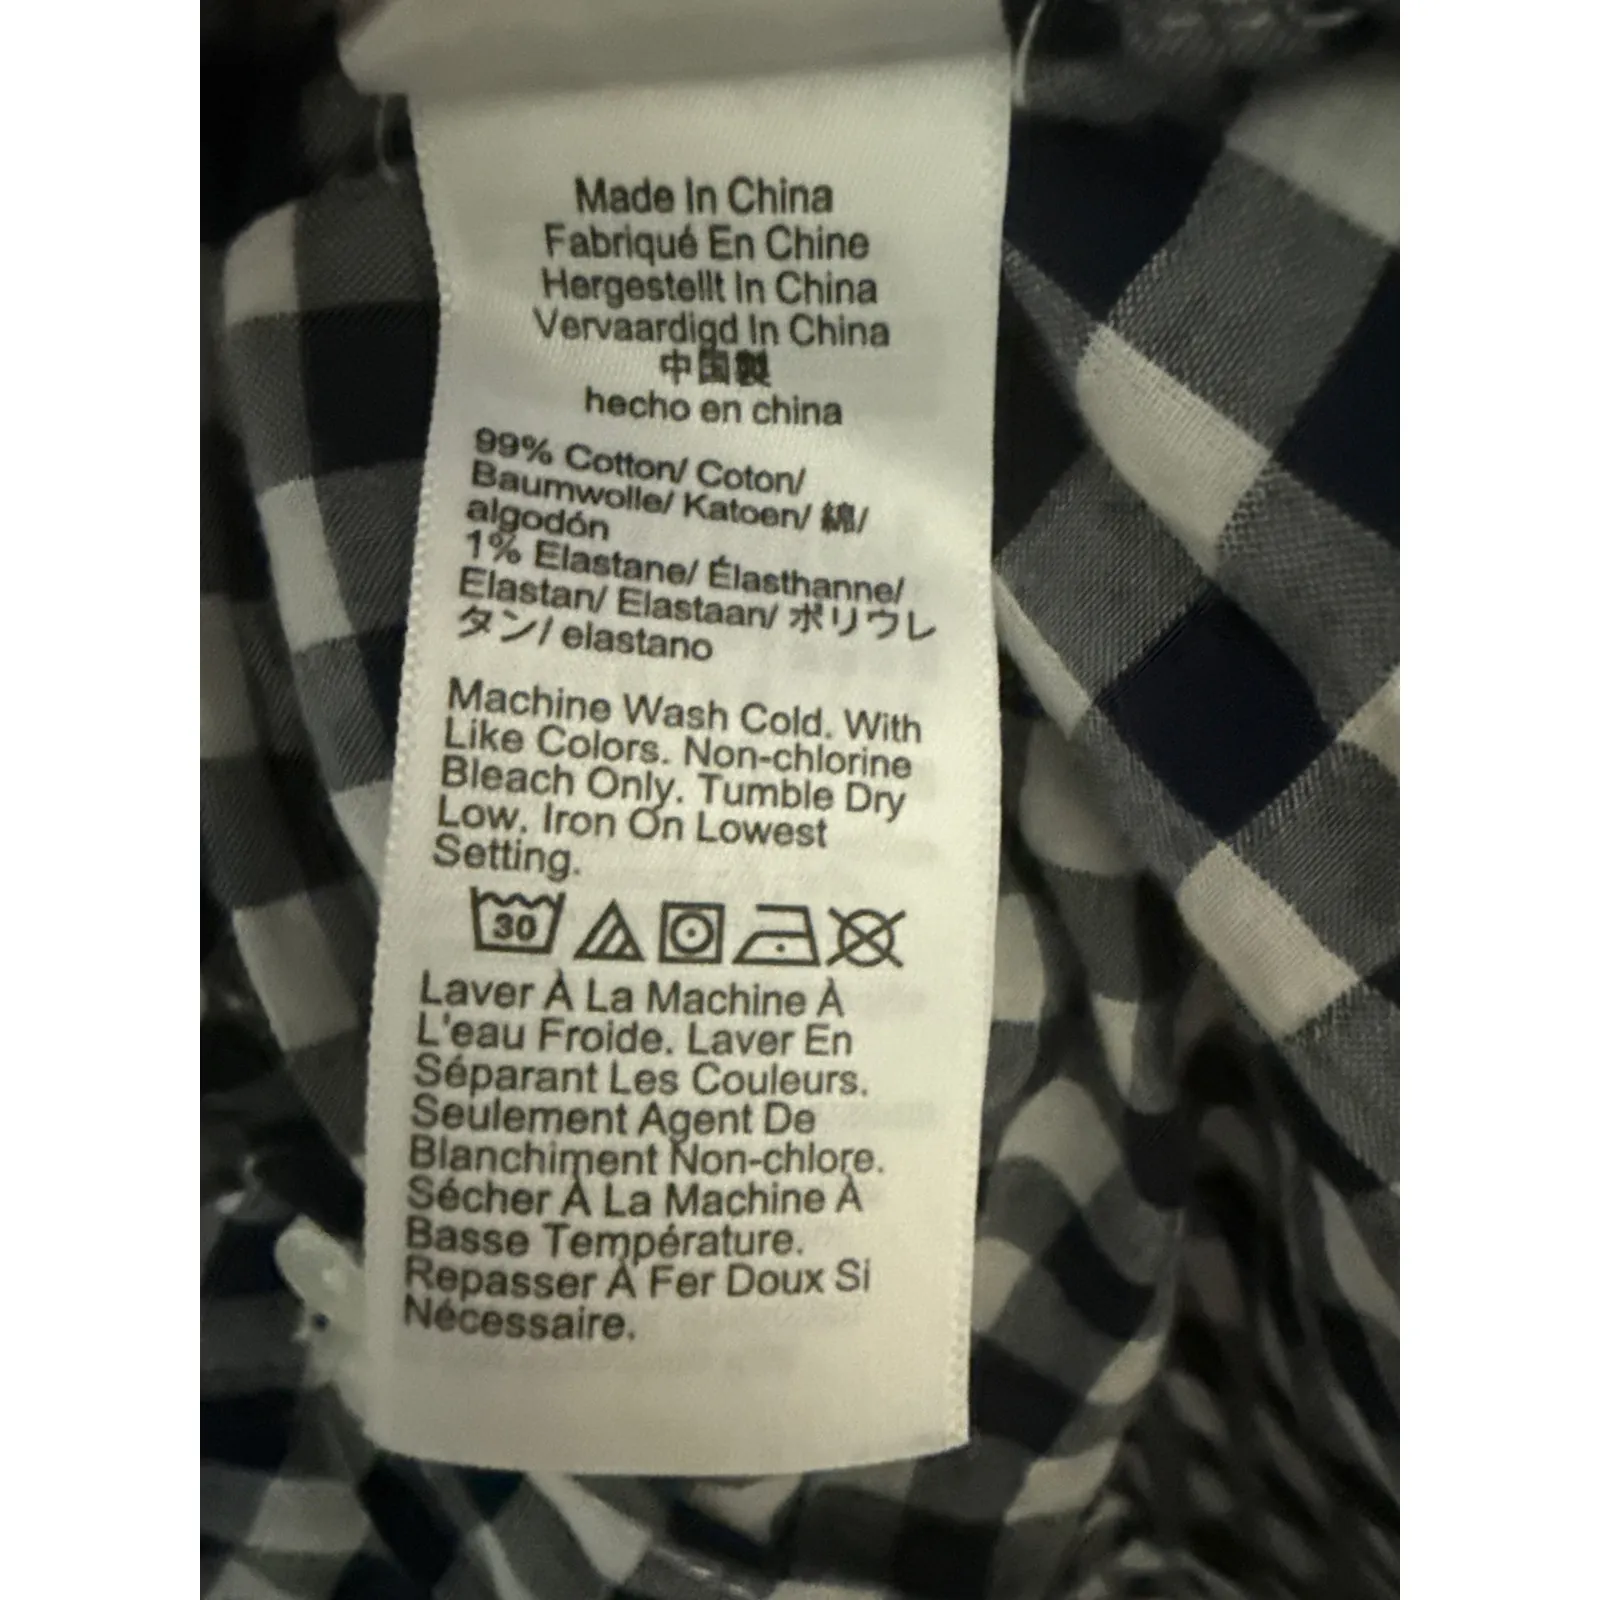 Made In China
Fabriqué En Chine
Hergestellt In China
Vervaardigd In China
中国製
hecho en china
99% Cotton/ Coton/
Baumwolle/ Katoen/ 綿/
algodón
1% Elastane/ Élasthanne/
Elastan/ Elastaan/ ポリウレ
タン/ elastano
Machine Wash Cold. With
Like Colors. Non-chlorine
Bleach Only. Tumble Dry
Low. Iron On Lowest
Setting.
30
Laver À La Machine À
L'eau Froide. Laver En
Séparant Les Couleurs.
Seulement Agent De
Blanchiment Non-chlore.
Sécher À La Machine À
Basse Température.
Repasser À Fer Doux Si
Nécessaire.